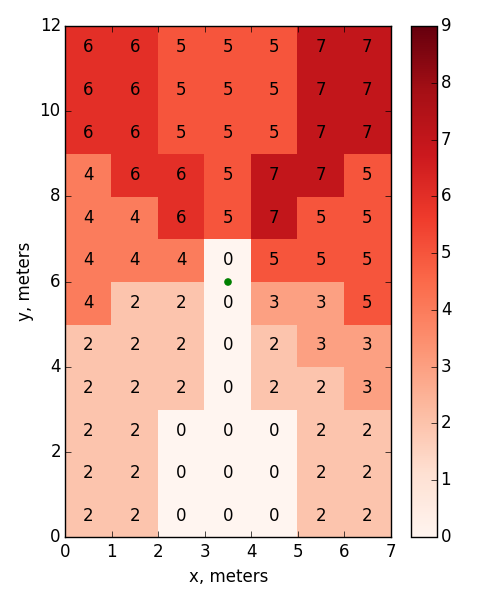 12
9
6 6 5 5 5 7 7
8
6 6 5 5 5 7 7
10
7
6 6 5 5 5 7 7
4 6 6 5 7 7 5
6
8
4 4 6 5 7 5 5
5
4 4 4 0 5 5 5
6
4 2 2 0 3 3 5
4
2 2 2 0 2 3 3
3
4
2 2 2 0 2 2 3
2
2 2 0 0 0 2 2
2
2 2 0 0 0 2 2
1
2 2 0 0 0 2 2
0
0
0 1 2 3 4 5 6 7
x, meters
y, meters